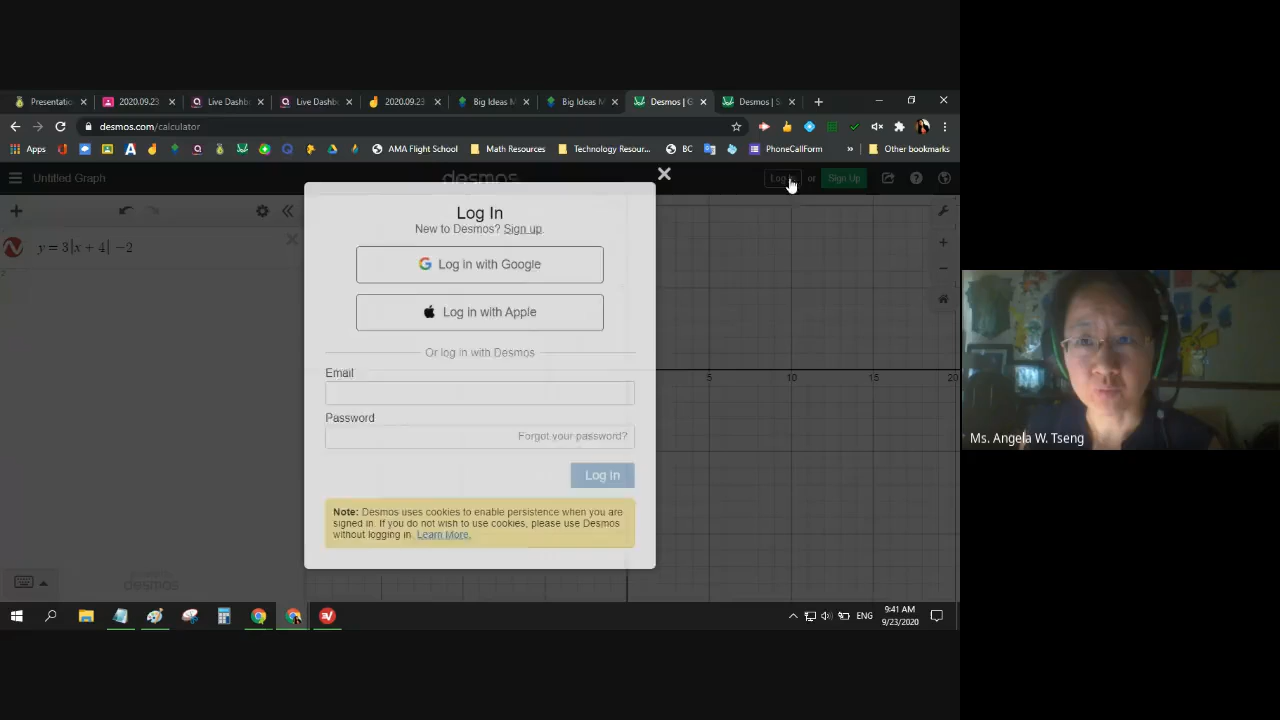 Presentatio
2020.09.23
Live Dashb
Live Dashb
2020.09.23
Big Ideas M
Big Ideas M
Desmos | G
Desmos | S
desmos.com/calculator
Apps
AMA Flight School
Math Resources
Technology Resour...
BC
PhoneCallForm
»
Other bookmarks
Untitled Graph
desmos
Log In
or
Sign Up
y = 3|x + 4| −2
2
Log In
New to Desmos? Sign up.
Log in with Google
Log in with Apple
Or log in with Desmos
Email
Password
Forgot your password?
Log In
Note: Desmos uses cookies to enable persistence when you are
signed in. If you do not wish to use cookies, please use Desmos
without logging in. Learn More.
5
10
15
20
powered by
desmos
Ms. Angela W. Tseng
ENG
9:41 AM
9/23/2020